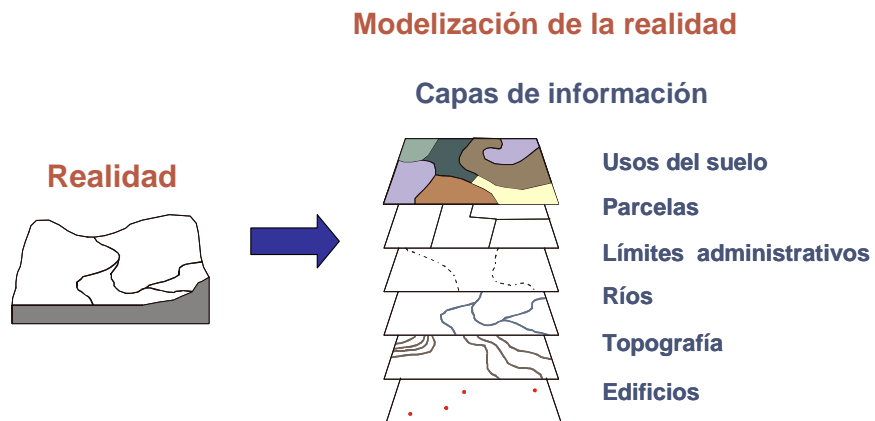 Modelización de la realidad
Capas de información
Realidad
Usos del suelo
Parcelas
Límites administrativos
Ríos
Topografía
Edificios